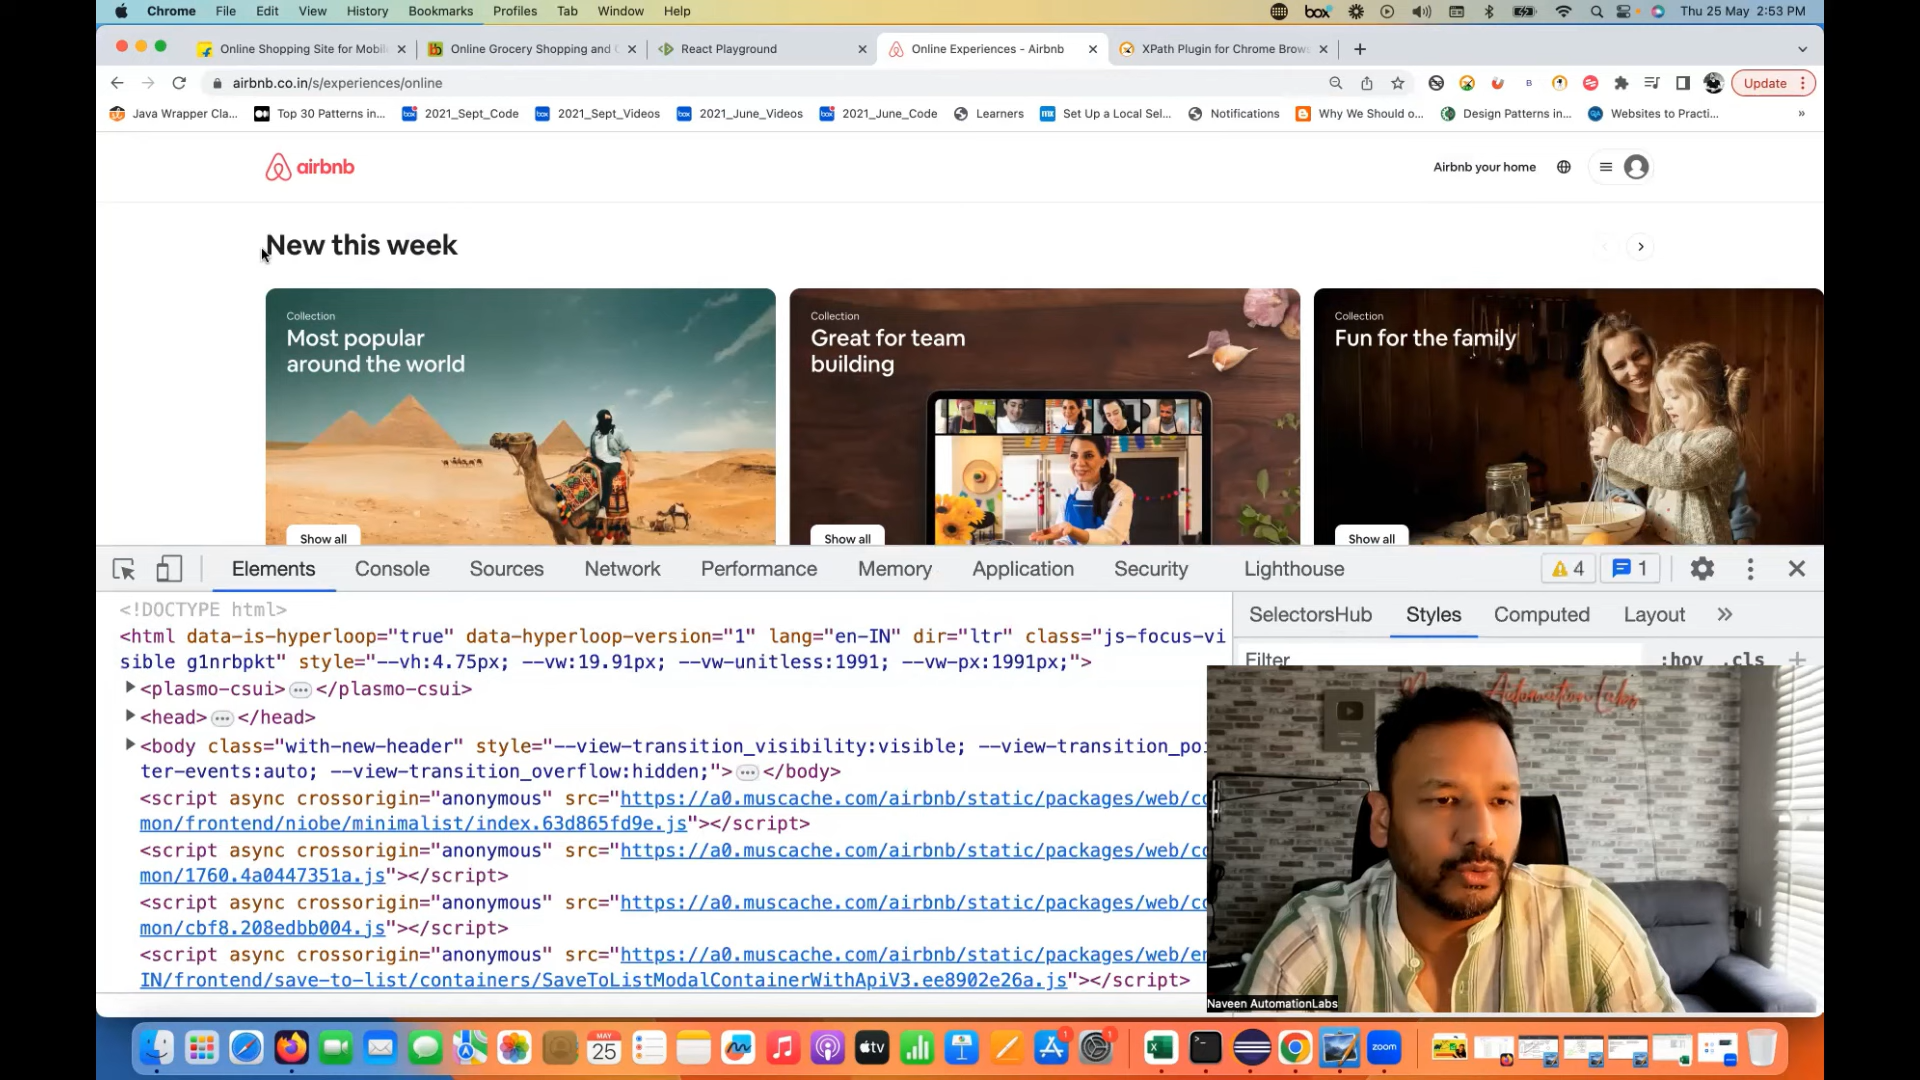 Chrome File Edit View History Bookmarks Profiles Tab Window Help box Thu 25 May 2:53 PM
Online Shopping Site for Mobil Online Grocery Shopping and React Playground Online Experiences - Airbnb XPath Plugin for Chrome Brow
airbnb.co.in/s/experiences/online Update
Java Wrapper Cla... Top 30 Patterns in... 2021_Sept_Code 2021_Sept_Videos 2021_June_Videos 2021_June_Code Learners Set Up a Local Sel... Notifications Why We Should o... Design Patterns in... Websites to Practi... »
airbnb Airbnb your home
New this week
Collection
Most popular
around the world
Show all
Collection
Great for team
building
Show all
Collection
Fun for the family
Show all
Elements Console Sources Network Performance Memory Application Security Lighthouse 4 1
<!DOCTYPE html>
<html data-is-hyperloop="true" data-hyperloop-version="1" lang="en-IN" dir="ltr" class="js-focus-vi
sible g1nrbpkt" style="--vh:4.75px; --vw:19.91px; --vw-unitless:1991; --vw-px:1991px;">
<plasmo-csui> … </plasmo-csui>
<head> … </head>
<body class="with-new-header" style="--view-transition_visibility:visible; --view-transition_poi
ter-events:auto; --view-transition_overflow:hidden;"> … </body>
<script async crossorigin="anonymous" src="https://a0.muscache.com/airbnb/static/packages/web/co
mon/frontend/niobe/minimalist/index.63d865fd9e.js"></script>
<script async crossorigin="anonymous" src="https://a0.muscache.com/airbnb/static/packages/web/co
mon/1760.4a0447351a.js"></script>
<script async crossorigin="anonymous" src="https://a0.muscache.com/airbnb/static/packages/web/co
mon/cbf8.208edbb004.js"></script>
<script async crossorigin="anonymous" src="https://a0.muscache.com/airbnb/static/packages/web/en
IN/frontend/save-to-list/containers/SaveToListModalContainerWithApiV3.ee8902e26a.js"></script>
SelectorsHub Styles Computed Layout »
Filter :hov .cls +
Automation Labs
Naveen AutomationLabs
MAY
25
tv
zoom